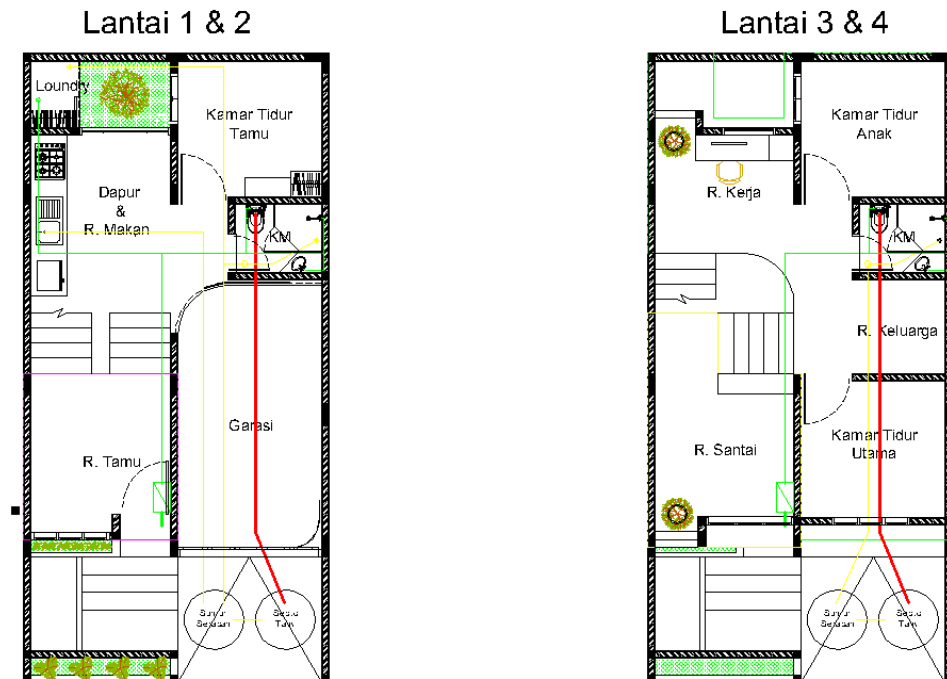 Lantai 1 & 2
Loundry
Kamar Tidur
Tamu
Dapur
&
R. Makan
KM
Garasi
R. Tamu
Lantai 3 & 4
Kamar Tidur
Anak
R. Kerja
KM
R. Keluarga
R. Santai
Kamar Tidur
Utama